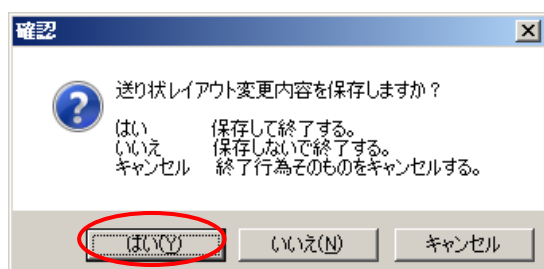 確認
送り状レイアウト変更内容を保存しますか？
はい 保存して終了する。
いいえ 保存しないで終了する。
キャンセル 終了行為そのものをキャンセルする。
はい(Y) いいえ(N) キャンセル